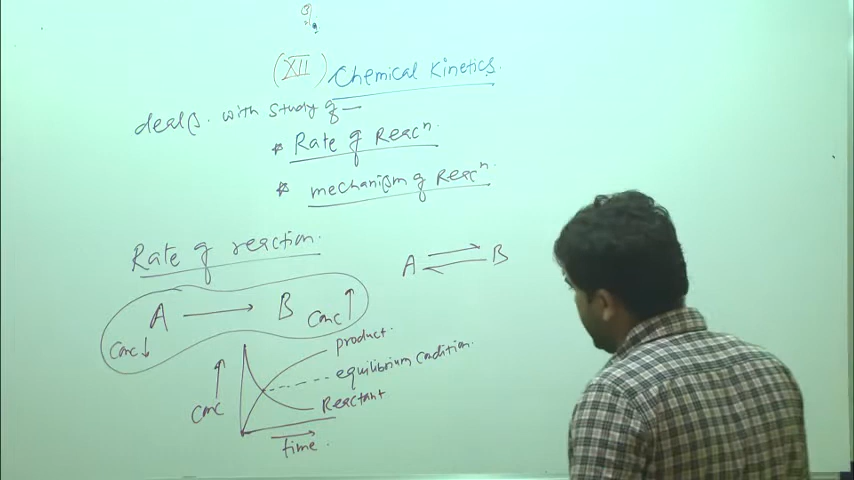 (XII) Chemical Kinetics.
deals. with study of —
* Rate of Reacⁿ.
* mechanism of Reacⁿ.
Rate of reaction.
A ⇌ B
A → B
Conc ↓
Conc ↑
product.
equilibrium condition.
Reactant
Conc ↑
time.